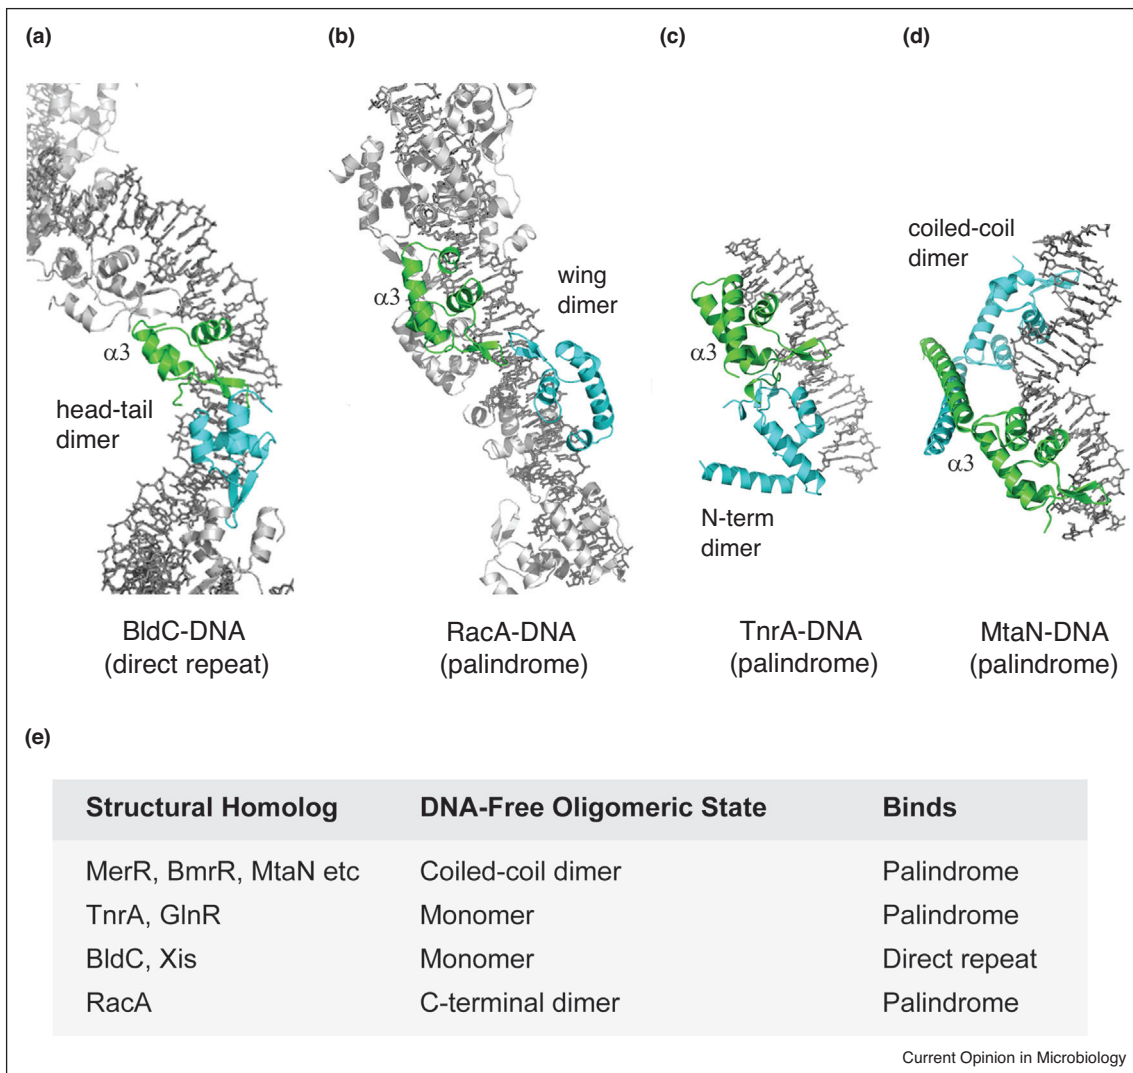 (a)
(b)
(c)
(d)
α3
head-tail
dimer
α3
wing
dimer
α3
N-term
dimer
coiled-coil
dimer
α3
BldC-DNA
(direct repeat)
RacA-DNA
(palindrome)
TnrA-DNA
(palindrome)
MtaN-DNA
(palindrome)
(e)
Structural Homolog DNA-Free Oligomeric State Binds
MerR, BmrR, MtaN etc Coiled-coil dimer Palindrome
TnrA, GlnR Monomer Palindrome
BldC, Xis Monomer Direct repeat
RacA C-terminal dimer Palindrome
Current Opinion in Microbiology